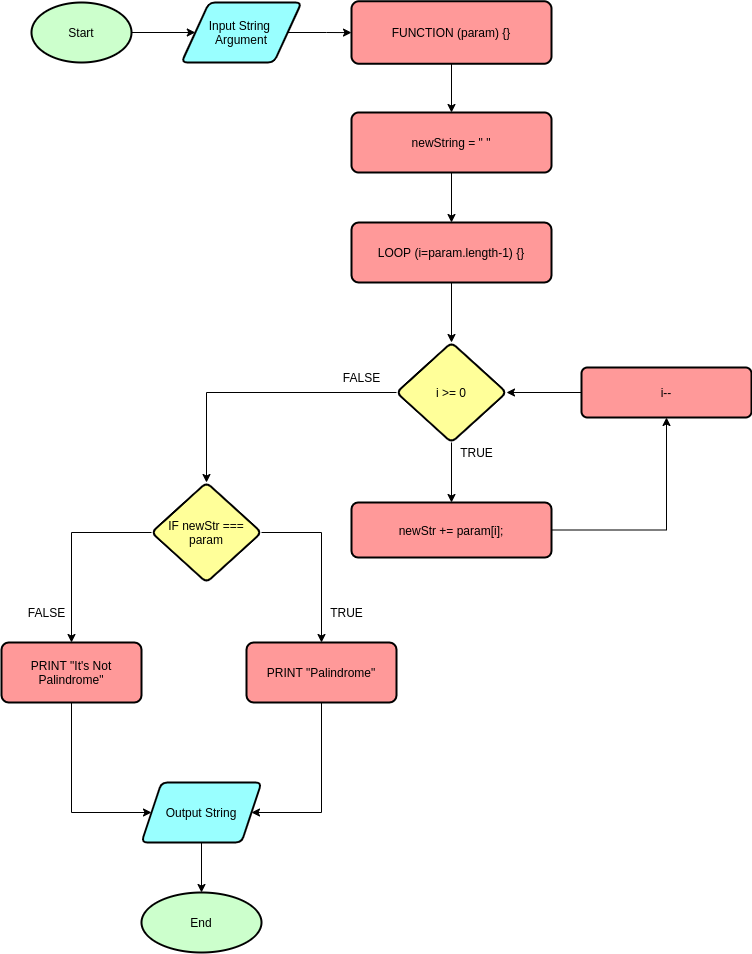 Start
Input String
Argument
FUNCTION (param) {}
newString = " "
LOOP (i=param.length-1) {}
FALSE
i >= 0
i--
TRUE
IF newStr ===
param
newStr += param[i];
FALSE
TRUE
PRINT "It's Not
Palindrome"
PRINT "Palindrome"
Output String
End